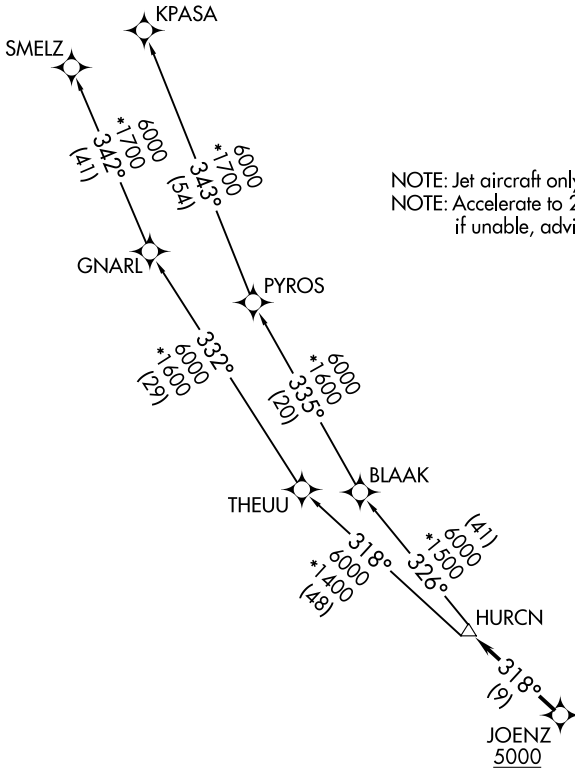 KPASA
SMELZ
6000
*1700
342°
(41)
6000
*1700
343°
(54)
NOTE: Jet aircraft only
NOTE: Accelerate to 2
if unable, advi
GNARL
PYROS
332°
6000
*1600
(29)
6000
*1600
335°
(20)
BLAAK
THEUU
(41)
6000
*1500
326°
318°
6000
*1400
(48)
HURCN
318°
(9)
JOENZ
5000